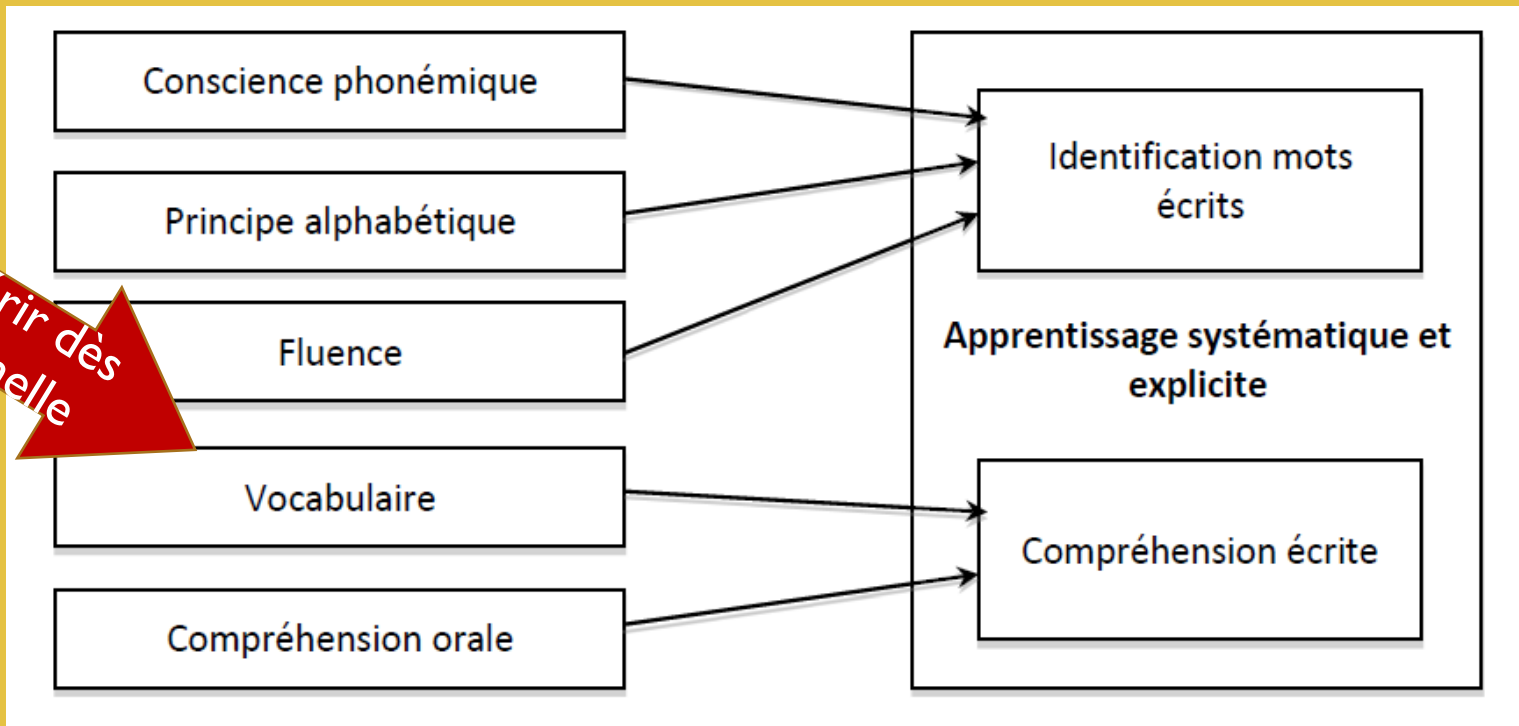 Conscience phonémique
Principe alphabétique
Fluence
Vocabulaire
Compréhension orale
dès
Identification mots
écrits
Apprentissage systématique et
explicite
Compréhension écrite